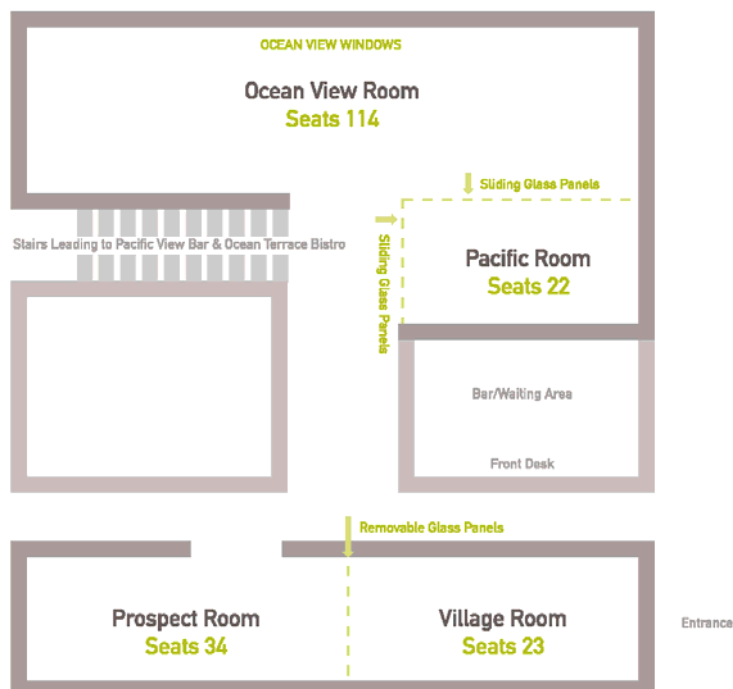 OCEAN VIEW WINDOWS
Ocean View Room
Seats 114
Sliding Glass Panels
Stairs Leading to Pacific View Bar & Ocean Terrace Bistro
Sliding Glass Panels
Pacific Room
Seats 22
Bar/Waiting Area
Front Desk
Removable Glass Panels
Prospect Room
Seats 34
Village Room
Seats 23
Entrance